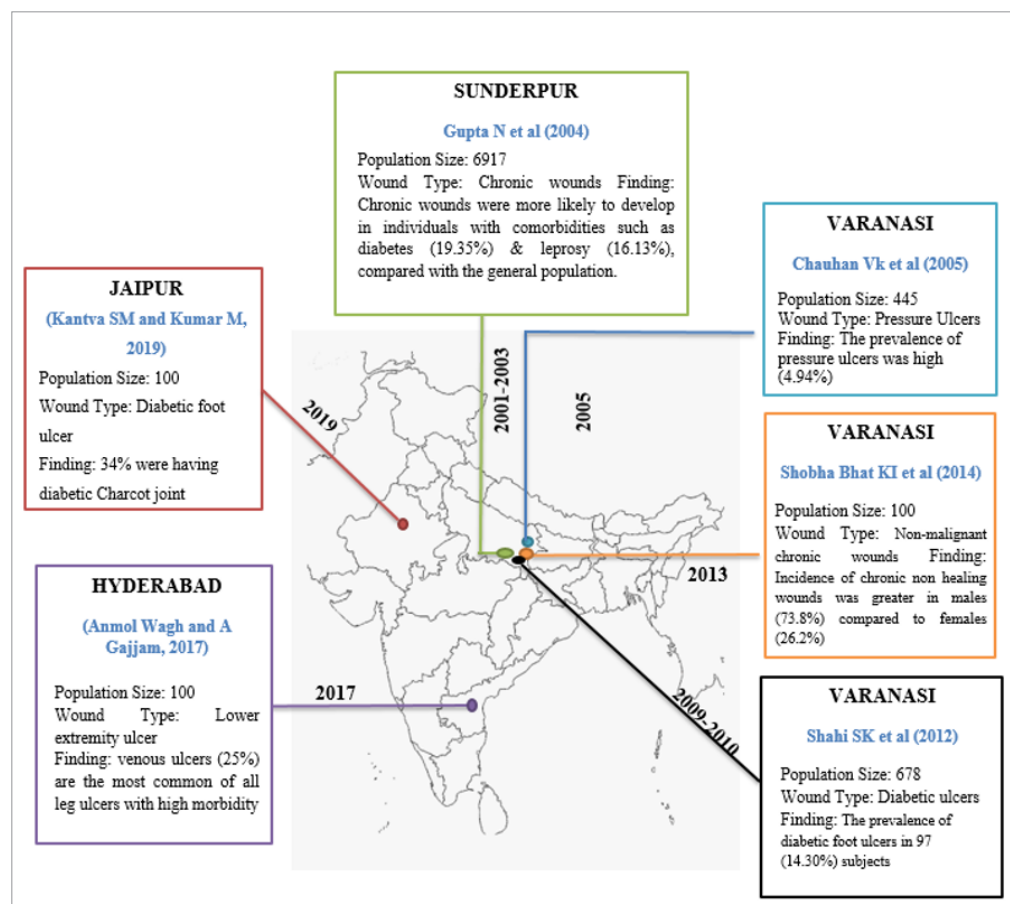 SUNDERPUR
Gupta N et al (2004)
Population Size: 6917
Wound Type: Chronic wounds Finding:
Chronic wounds were more likely to develop
in individuals with comorbidities such as
diabetes (19.35%) & leprosy (16.13%),
compared with the general population.
VARANASI
Chauhan Vk et al (2005)
Population Size: 445
Wound Type: Pressure Ulcers
Finding: The prevalence of
pressure ulcers was high
(4.94%)
JAIPUR
(Kantva SM and Kumar M,
2019)
Population Size: 100
Wound Type: Diabetic foot
ulcer
Finding: 34% were having
diabetic Charcot joint
2019
2001-2003
2005
VARANASI
Shobha Bhat KI et al (2014)
Population Size: 100
Wound Type: Non-malignant
chronic wounds Finding:
Incidence of chronic non healing
wounds was greater in males
(73.8%) compared to females
(26.2%)
2013
HYDERABAD
(Anmol Wagh and A
Gajjam, 2017)
Population Size: 100
Wound Type: Lower
extremity ulcer
Finding: venous ulcers (25%)
are the most common of all
leg ulcers with high morbidity
2017
2009-2010
VARANASI
Shahi SK et al (2012)
Population Size: 678
Wound Type: Diabetic ulcers
Finding: The prevalence of
diabetic foot ulcers in 97
(14.30%) subjects